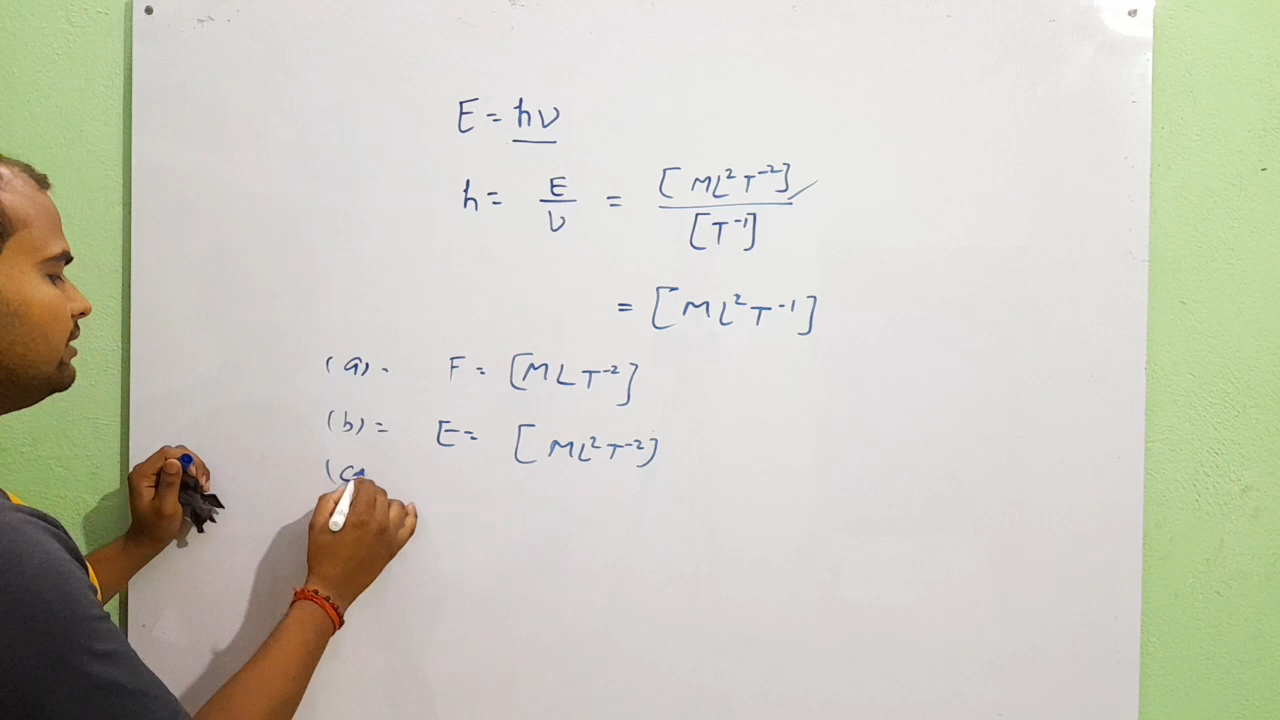 E = hν
h = E/ν = [ML²T⁻²]/[T⁻¹]
= [ML²T⁻¹]
(a). F = [MLT⁻²]
(b) = E = [ML²T⁻²]
(c